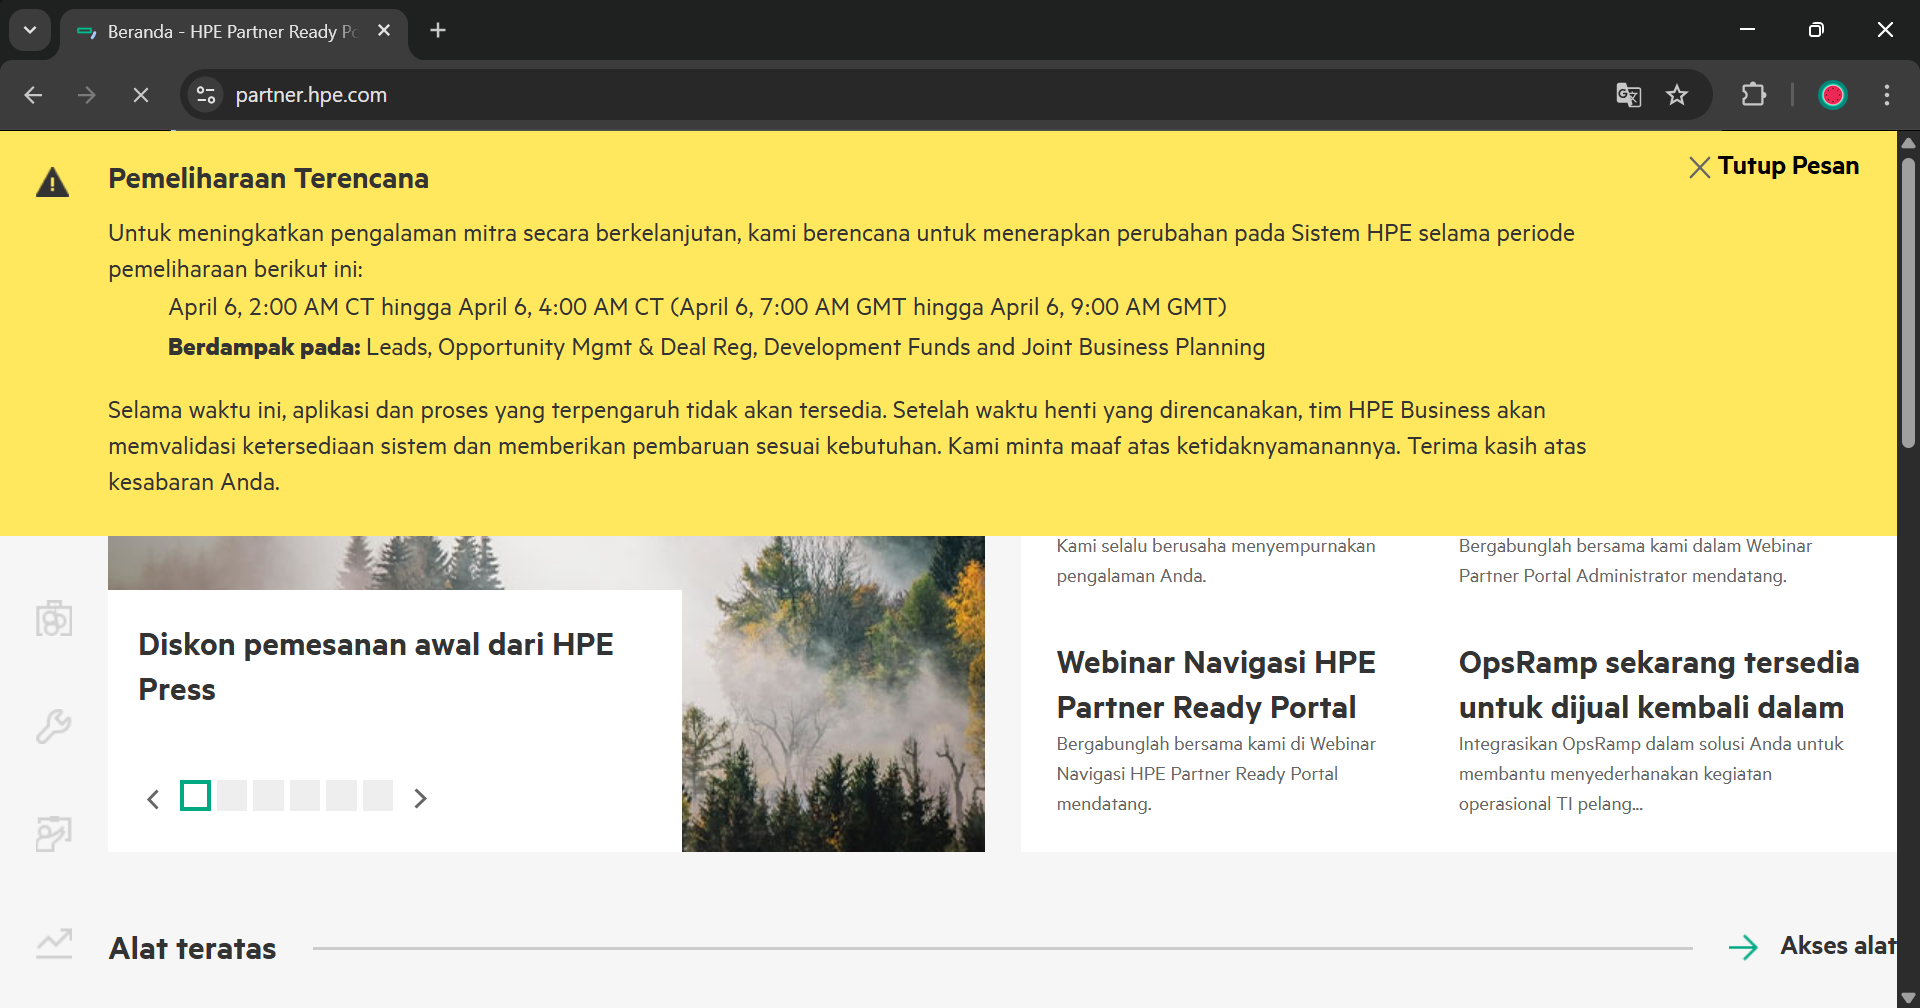 Beranda - HPE Partner Ready Po
partner.hpe.com
Pemeliharaan Terencana
Tutup Pesan
Untuk meningkatkan pengalaman mitra secara berkelanjutan, kami berencana untuk menerapkan perubahan pada Sistem HPE selama periode
pemeliharaan berikut ini:
April 6, 2:00 AM CT hingga April 6, 4:00 AM CT (April 6, 7:00 AM GMT hingga April 6, 9:00 AM GMT)
Berdampak pada: Leads, Opportunity Mgmt & Deal Reg, Development Funds and Joint Business Planning
Selama waktu ini, aplikasi dan proses yang terpengaruh tidak akan tersedia. Setelah waktu henti yang direncanakan, tim HPE Business akan
memvalidasi ketersediaan sistem dan memberikan pembaruan sesuai kebutuhan. Kami minta maaf atas ketidaknyamanannya. Terima kasih atas
kesabaran Anda.
Diskon pemesanan awal dari HPE
Press
Kami selalu berusaha menyempurnakan
pengalaman Anda.
Bergabunglah bersama kami dalam Webinar
Partner Portal Administrator mendatang.
Webinar Navigasi HPE
Partner Ready Portal
Bergabunglah bersama kami di Webinar
Navigasi HPE Partner Ready Portal
mendatang.
OpsRamp sekarang tersedia
untuk dijual kembali dalam
Integrasikan OpsRamp dalam solusi Anda untuk
membantu menyederhanakan kegiatan
operasional TI pelang...
Alat teratas
Akses alat